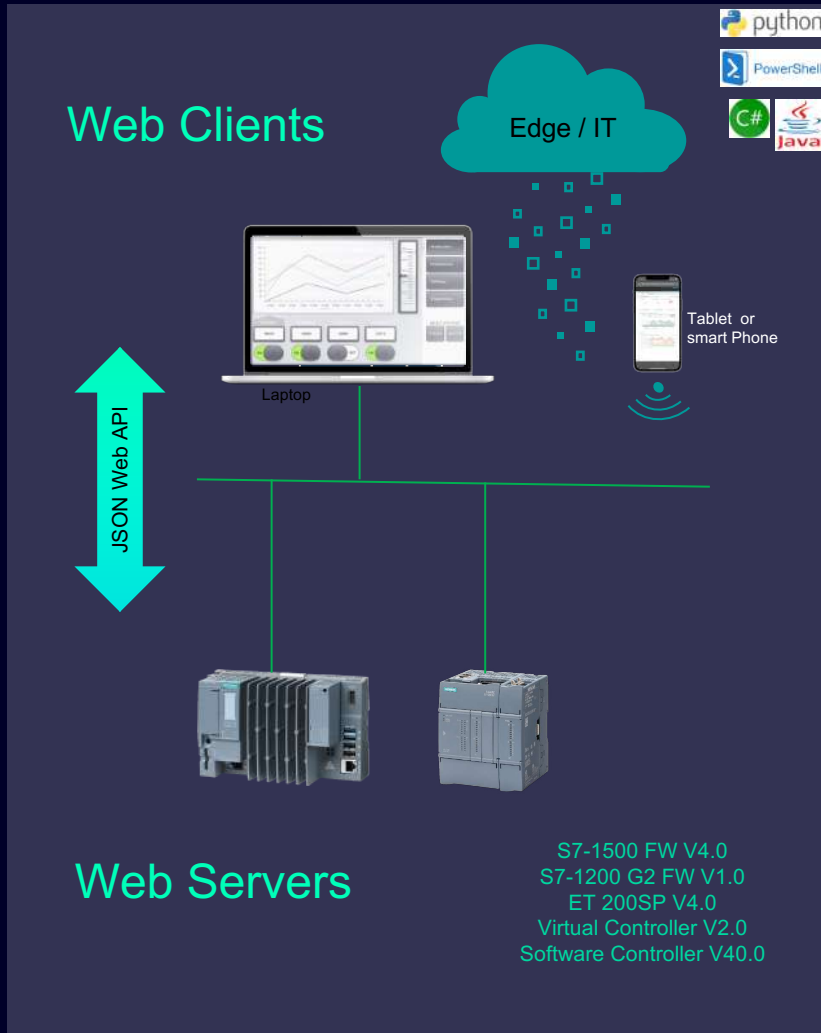 python
PowerShell
C#
Java
Web Clients
Edge / IT
Tablet or
smart Phone
Laptop
JSON Web API
Web Servers
S7-1500 FW V4.0
S7-1200 G2 FW V1.0
ET 200SP V4.0
Virtual Controller V2.0
Software Controller V40.0